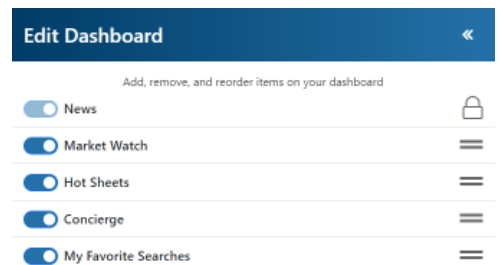 Edit Dashboard
Add, remove, and reorder items on your dashboard
News
Market Watch
Hot Sheets
Concierge
My Favorite Searches